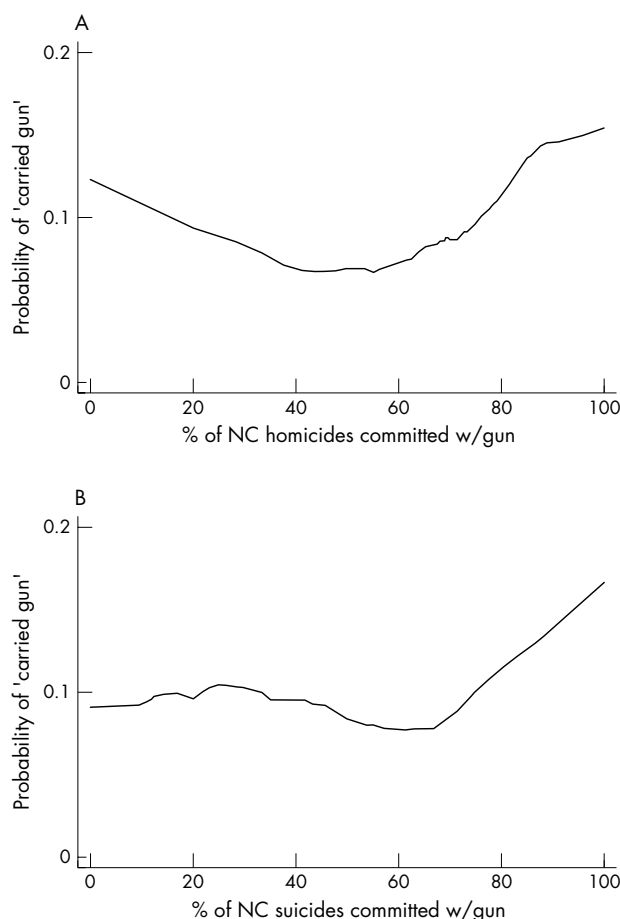 A
0.2
0.1
0
Probability of 'carried gun'
0 20 40 60 80 100
% of NC homicides committed w/gun
B
0.2
0.1
0
Probability of 'carried gun'
0 20 40 60 80 100
% of NC suicides committed w/gun